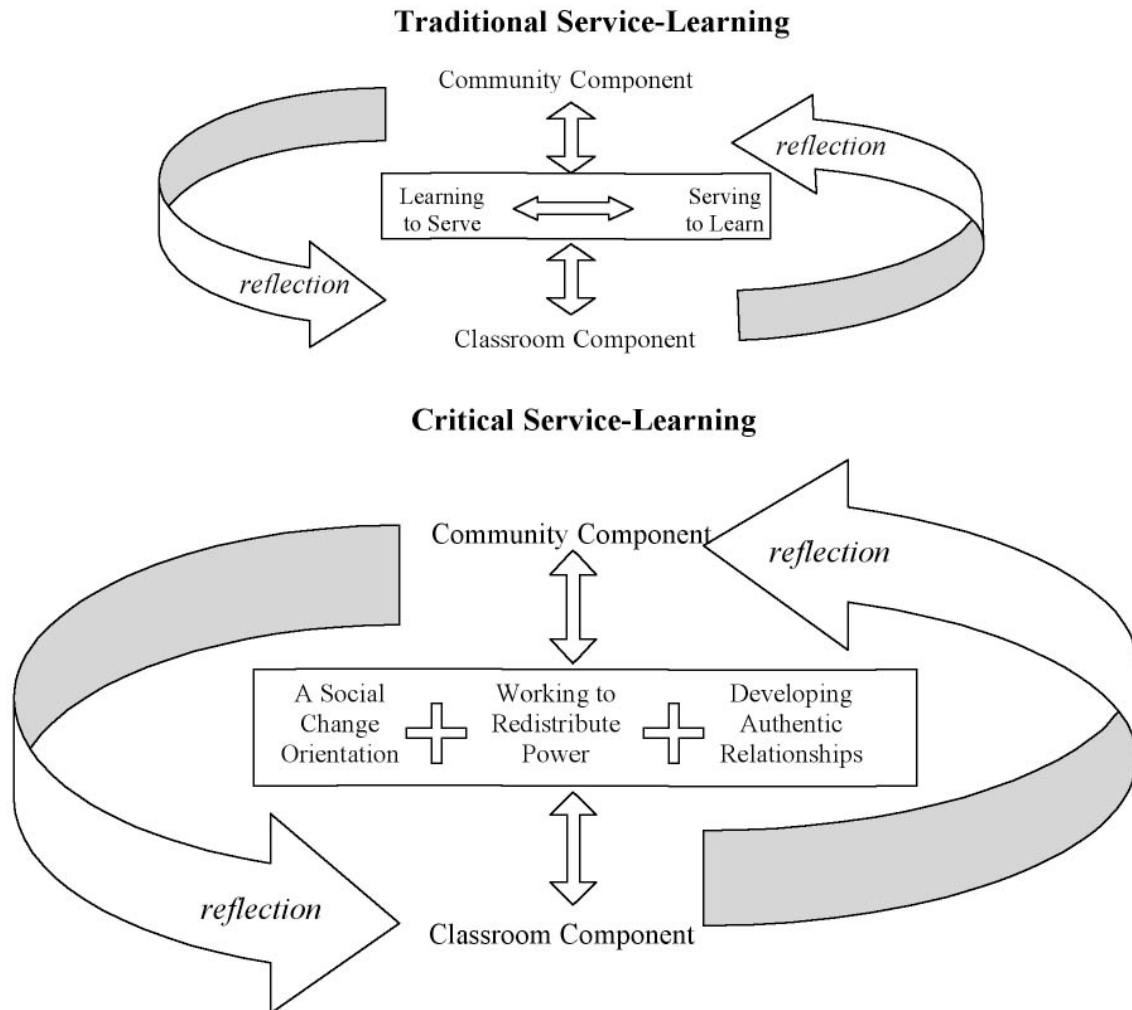 Traditional Service-Learning
Community Component
reflection
Learning
to Serve
Serving
to Learn
reflection
Classroom Component
Critical Service-Learning
Community Component
reflection
A Social
Change
Orientation
Working to
Redistribute
Power
Developing
Authentic
Relationships
reflection
Classroom Component